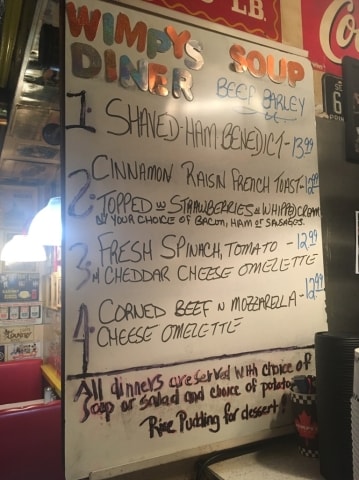 LB.
Co
WIMPYS SOUP
DINER BEEF BARLEY
1. SHAVED-HAM BENEDICT-13.99
2. CINNAMON RAISIN FRENCH TOAST-12.99
TOPPED w STRAWBERRIES & WHIPPED CREAM
N YOUR CHOICE OF BACON, HAM OR SAUSAGES.
3. FRESH SPINACH, TOMATO - 12.99
N CHEDDAR CHEESE OMELETTE
4. CORNED BEEF N MOZZARELLA-12.99
CHEESE OMELETTE
All dinners are served with choice of
Soup or salad and choice of potato
Rice Pudding for dessert!